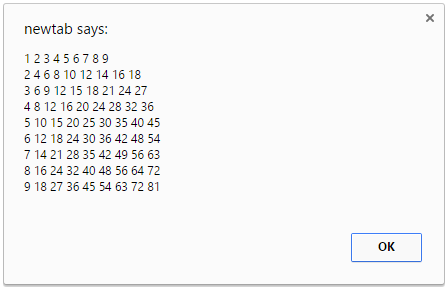 newtab says:
1 2 3 4 5 6 7 8 9
2 4 6 8 10 12 14 16 18
3 6 9 12 15 18 21 24 27
4 8 12 16 20 24 28 32 36
5 10 15 20 25 30 35 40 45
6 12 18 24 30 36 42 48 54
7 14 21 28 35 42 49 56 63
8 16 24 32 40 48 56 64 72
9 18 27 36 45 54 63 72 81
OK